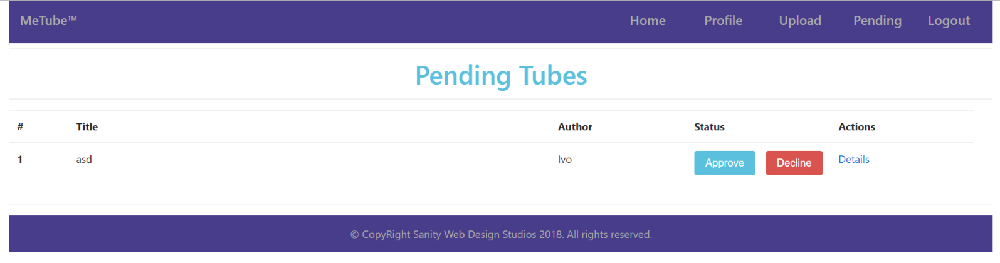 MeTube™ Home Profile Upload Pending Logout
Pending Tubes
# Title Author Status Actions
1 asd Ivo Approve Decline Details
© CopyRight Sanity Web Design Studios 2018. All rights reserved.